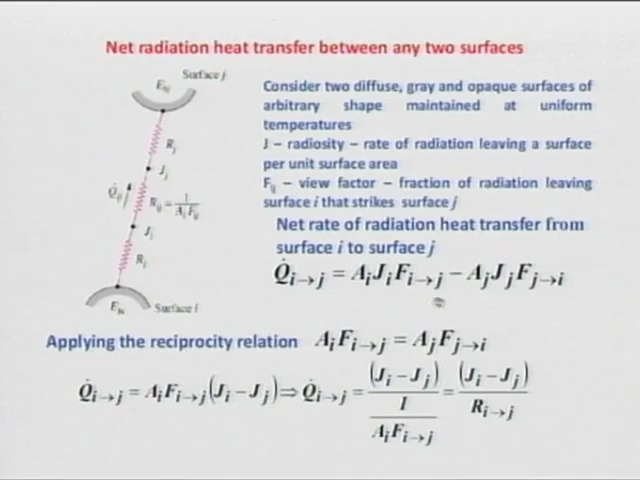 Net radiation heat transfer between any two surfaces
Surface j
E_bj
R_j
J_j
Q̇_ij
R_ij = 1/(A_i F_ij)
J_i
R_i
E_bi
Surface i
Consider two diffuse, gray and opaque surfaces of
arbitrary shape maintained at uniform
temperatures
J – radiosity – rate of radiation leaving a surface
per unit surface area
F_ij – view factor – fraction of radiation leaving
surface i that strikes surface j
Net rate of radiation heat transfer from
surface i to surface j
Q̇_i→j = A_i J_i F_i→j − A_j J_j F_j→i
Applying the reciprocity relation A_i F_i→j = A_j F_j→i
Q̇_i→j = A_i F_i→j (J_i − J_j) ⇒ Q̇_i→j = (J_i − J_j) / (1 / (A_i F_i→j)) = (J_i − J_j) / R_i→j